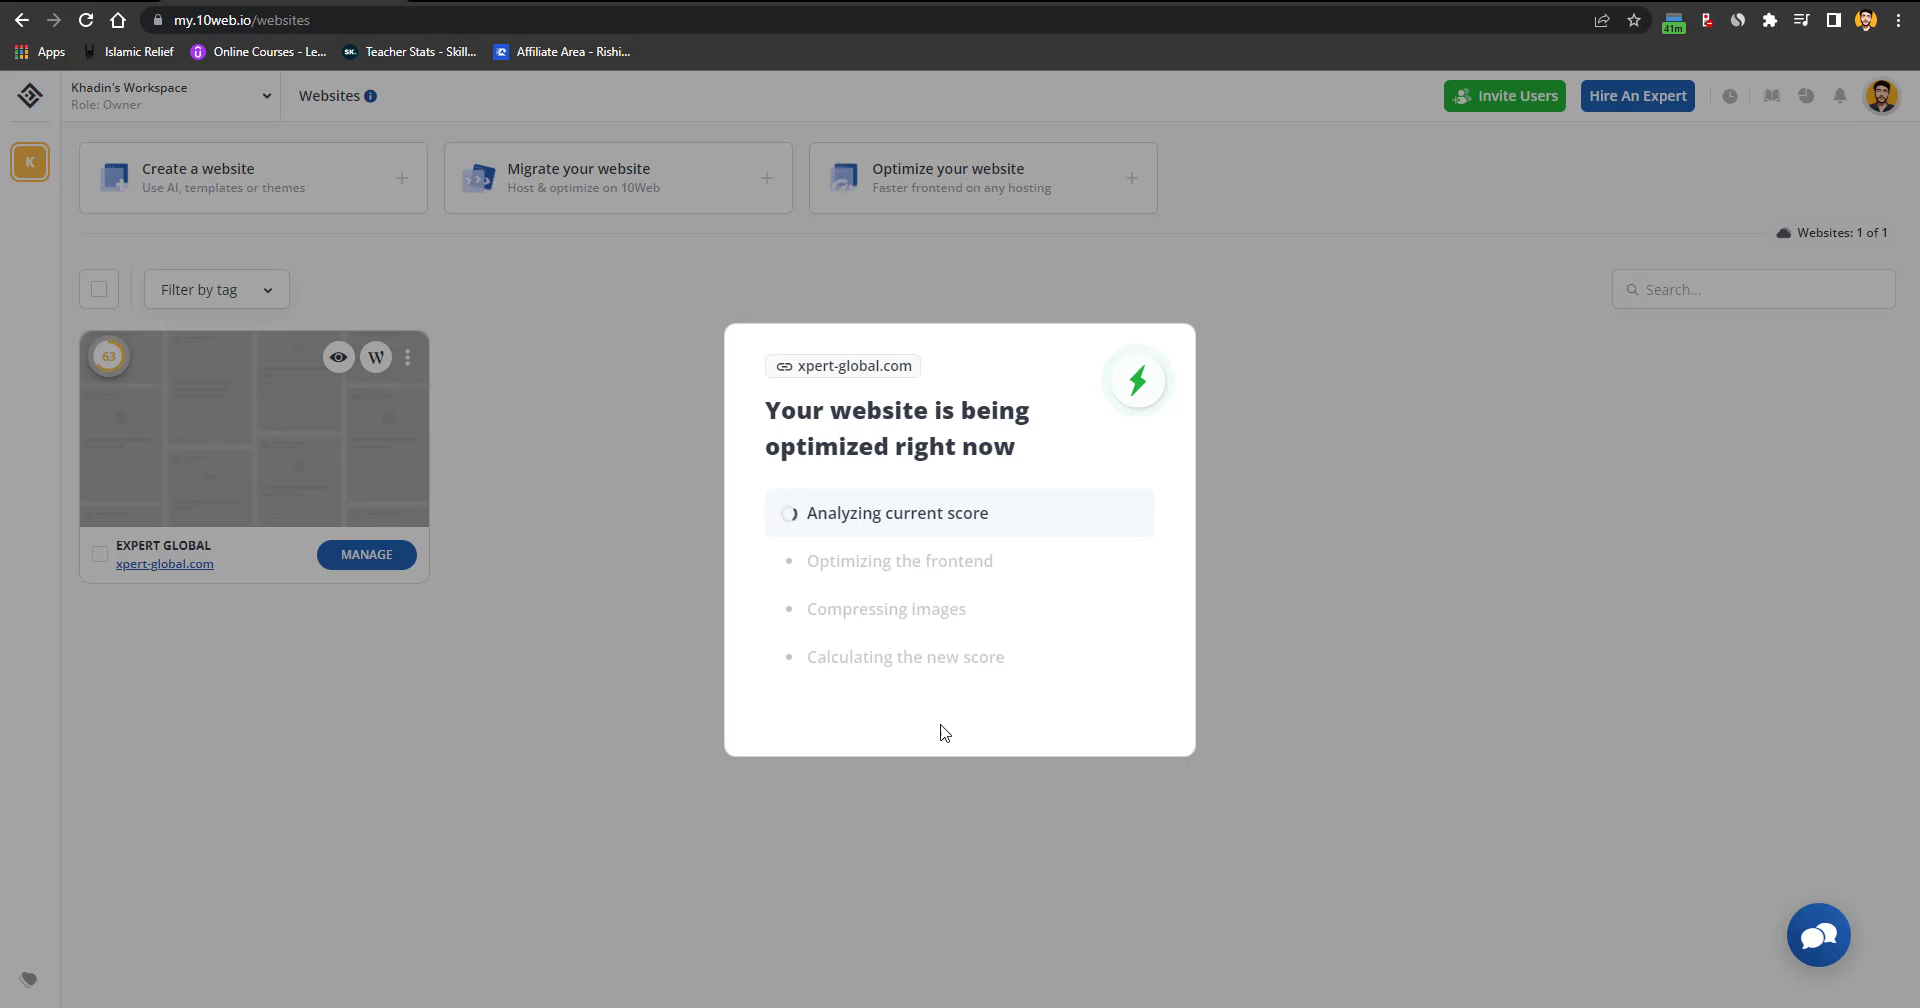 my.10web.io/websites
41m
Apps
Islamic Relief
Online Courses - Le...
SK.
Teacher Stats - Skill...
Affiliate Area - Rishi...
Khadin's Workspace
Role: Owner
Websites
Invite Users
Hire An Expert
K
Create a website
Use AI, templates or themes
Migrate your website
Host & optimize on 10Web
Optimize your website
Faster frontend on any hosting
Websites: 1 of 1
Filter by tag
Search...
63
W
EXPERT GLOBAL
xpert-global.com
MANAGE
xpert-global.com
Your website is being
optimized right now
Analyzing current score
• Optimizing the frontend
• Compressing images
• Calculating the new score